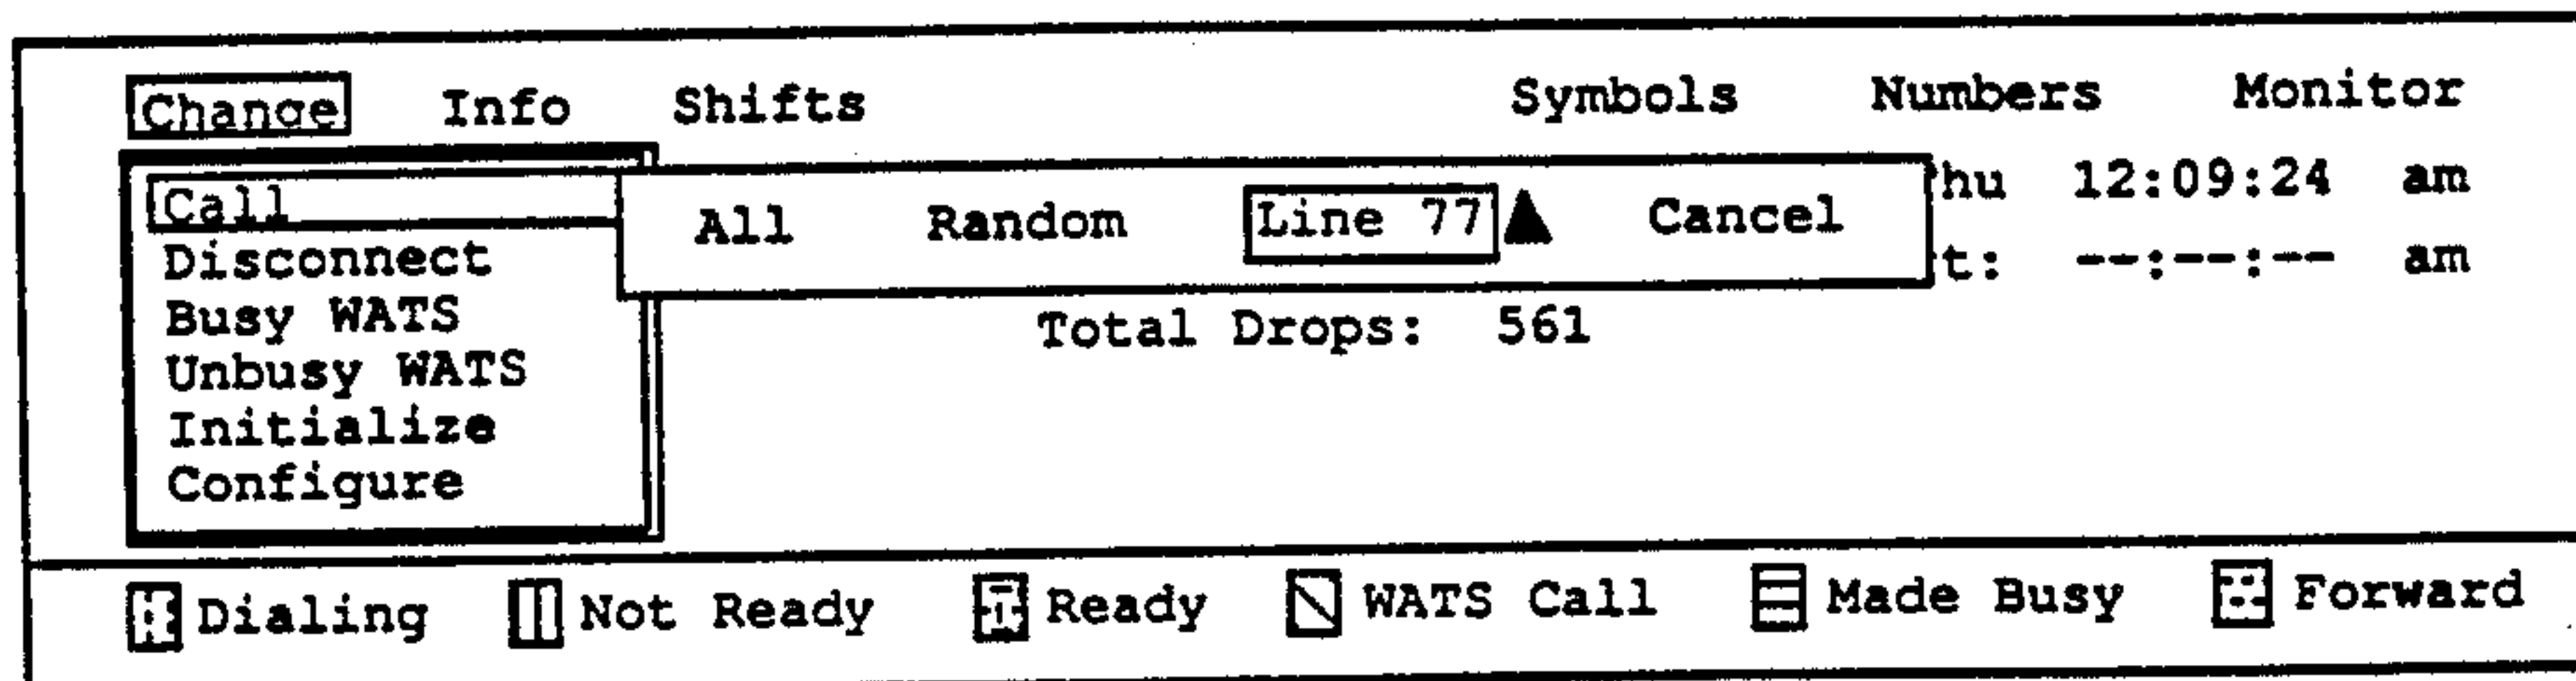 Change Info Shifts Symbols Numbers Monitor
Call
All Random Line 77 Cancel
hu 12:09:24 am
t: --:--:-- am
Disconnect
Busy WATS
Total Drops: 561
Unbusy WATS
Initialize
Configure
Dialing Not Ready Ready WATS Call Made Busy Forward